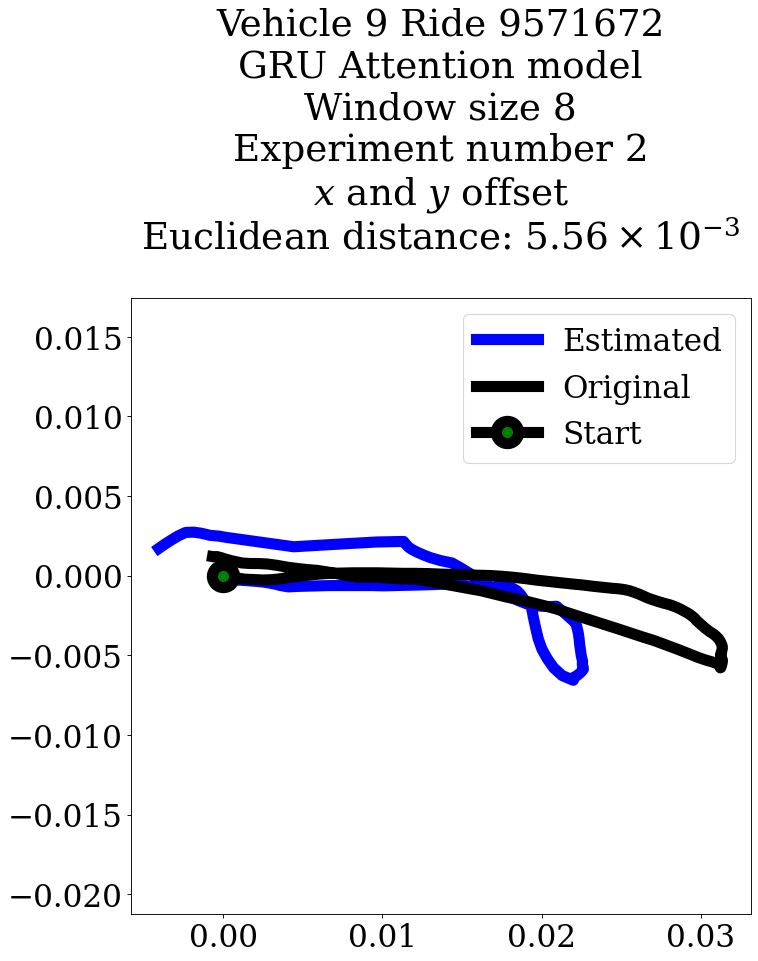 Vehicle 9 Ride 9571672
GRU Attention model
Window size 8
Experiment number 2
x and y offset
Euclidean distance: 5.56 × 10⁻³
Estimated
Original
Start
0.015
0.010
0.005
0.000
−0.005
−0.010
−0.015
−0.020
0.00 0.01 0.02 0.03